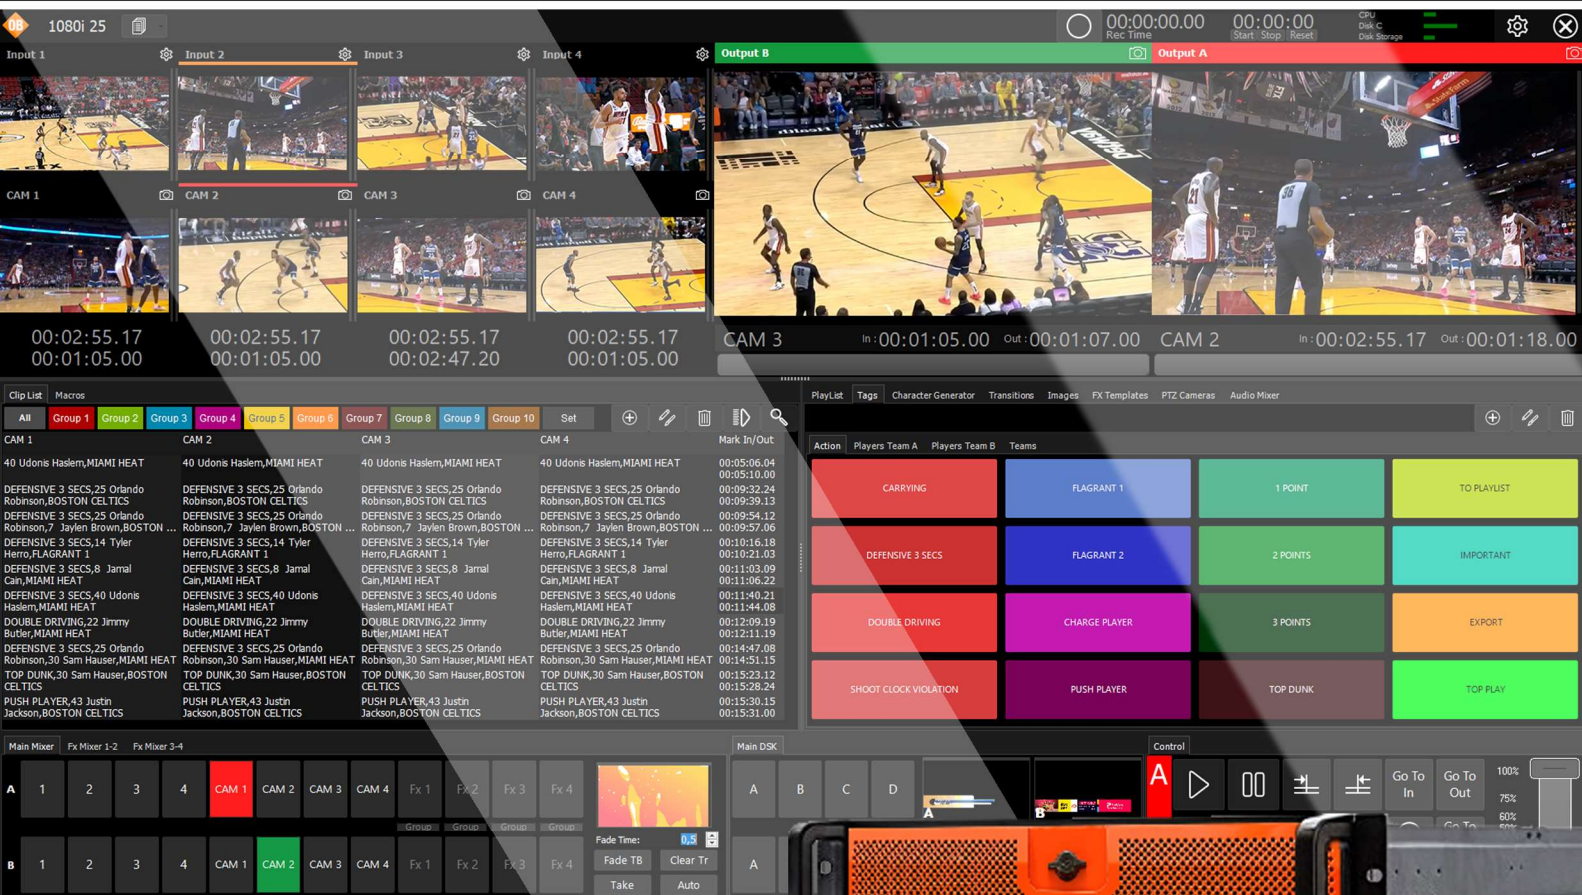 OB
1080i 25
00:00:00.00
Rec Time
00:00:00
Start Stop Reset
CPU
Disk C
Disk Storage
Input 1
Input 2
Input 3
Input 4
Output B
Output A
CAM 1
CAM 2
CAM 3
CAM 4
00:02:55.17
00:01:05.00
00:02:55.17
00:01:05.00
00:02:55.17
00:02:47.20
00:02:55.17
00:01:05.00
CAM 3
In : 00:01:05.00
Out : 00:01:07.00
CAM 2
In : 00:02:55.17
Out : 00:01:18.00
Clip List
Macros
All
Group 1
Group 2
Group 3
Group 4
Group 5
Group 6
Group 7
Group 8
Group 9
Group 10
Set
CAM 1 CAM 2 CAM 3 CAM 4 Mark In/Out
40 Udonis Haslem,MIAMI HEAT 40 Udonis Haslem,MIAMI HEAT 40 Udonis Haslem,MIAMI HEAT 40 Udonis Haslem,MIAMI HEAT 00:05:06.04
00:05:10.00
DEFENSIVE 3 SECS,25 Orlando DEFENSIVE 3 SECS,25 Orlando DEFENSIVE 3 SECS,25 Orlando DEFENSIVE 3 SECS,25 Orlando 00:09:32.24
Robinson,BOSTON CELTICS Robinson,BOSTON CELTICS Robinson,BOSTON CELTICS Robinson,BOSTON CELTICS 00:09:39.13
DEFENSIVE 3 SECS,25 Orlando DEFENSIVE 3 SECS,25 Orlando DEFENSIVE 3 SECS,25 Orlando DEFENSIVE 3 SECS,25 Orlando 00:09:54.12
Robinson,7 Jaylen Brown,BOSTON ... Robinson,7 Jaylen Brown,BOSTON ... Robinson,7 Jaylen Brown,BOSTON ... Robinson,7 Jaylen Brown,BOSTON ... 00:09:57.06
DEFENSIVE 3 SECS,14 Tyler DEFENSIVE 3 SECS,14 Tyler DEFENSIVE 3 SECS,14 Tyler DEFENSIVE 3 SECS,14 Tyler 00:10:16.18
Herro,FLAGRANT 1 Herro,FLAGRANT 1 Herro,FLAGRANT 1 Herro,FLAGRANT 1 00:10:21.03
DEFENSIVE 3 SECS,8 Jamal DEFENSIVE 3 SECS,8 Jamal DEFENSIVE 3 SECS,8 Jamal DEFENSIVE 3 SECS,8 Jamal 00:11:03.09
Cain,MIAMI HEAT Cain,MIAMI HEAT Cain,MIAMI HEAT Cain,MIAMI HEAT 00:11:06.22
DEFENSIVE 3 SECS,40 Udonis DEFENSIVE 3 SECS,40 Udonis DEFENSIVE 3 SECS,40 Udonis DEFENSIVE 3 SECS,40 Udonis 00:11:40.21
Haslem,MIAMI HEAT Haslem,MIAMI HEAT Haslem,MIAMI HEAT Haslem,MIAMI HEAT 00:11:44.08
DOUBLE DRIVING,22 Jimmy DOUBLE DRIVING,22 Jimmy DOUBLE DRIVING,22 Jimmy DOUBLE DRIVING,22 Jimmy 00:12:09.19
Butler,MIAMI HEAT Butler,MIAMI HEAT Butler,MIAMI HEAT Butler,MIAMI HEAT 00:12:11.19
DEFENSIVE 3 SECS,25 Orlando DEFENSIVE 3 SECS,25 Orlando DEFENSIVE 3 SECS,25 Orlando DEFENSIVE 3 SECS,25 Orlando 00:14:47.08
Robinson,30 Sam Hauser,MIAMI HEAT Robinson,30 Sam Hauser,MIAMI HEAT Robinson,30 Sam Hauser,MIAMI HEAT Robinson,30 Sam Hauser,MIAMI HEAT 00:14:51.15
TOP DUNK,30 Sam Hauser,BOSTON TOP DUNK,30 Sam Hauser,BOSTON TOP DUNK,30 Sam Hauser,BOSTON TOP DUNK,30 Sam Hauser,BOSTON 00:15:23.12
CELTICS CELTICS CELTICS CELTICS 00:15:28.24
PUSH PLAYER,43 Justin PUSH PLAYER,43 Justin PUSH PLAYER,43 Justin PUSH PLAYER,43 Justin 00:15:30.15
Jackson,BOSTON CELTICS Jackson,BOSTON CELTICS Jackson,BOSTON CELTICS Jackson,BOSTON CELTICS 00:15:31.00
PlayList
Tags
Character Generator
Transitions
Images
FX Templates
PTZ Cameras
Audio Mixer
Action
Players Team A
Players Team B
Teams
CARRYING
FLAGRANT 1
1 POINT
TO PLAYLIST
DEFENSIVE 3 SECS
FLAGRANT 2
2 POINTS
IMPORTANT
DOUBLE DRIVING
CHARGE PLAYER
3 POINTS
EXPORT
SHOOT CLOCK VIOLATION
PUSH PLAYER
TOP DUNK
TOP PLAY
Main Mixer
Fx Mixer 1-2
Fx Mixer 3-4
A 1 2 3 4 CAM 1 CAM 2 CAM 3 CAM 4 Fx 1 Fx 2 Fx 3 Fx 4
Group Group Group Group
B 1 2 3 4 CAM 1 CAM 2 CAM 3 CAM 4 Fx 1 Fx 2 Fx 3 Fx 4
Fade Time: 0,5
Fade TB
Clear Tr
Take
Auto
Main DSK
A B C D
A
B
A
Control
A
Go To In
Go To Out
Go To
100%
75%
60%
50%